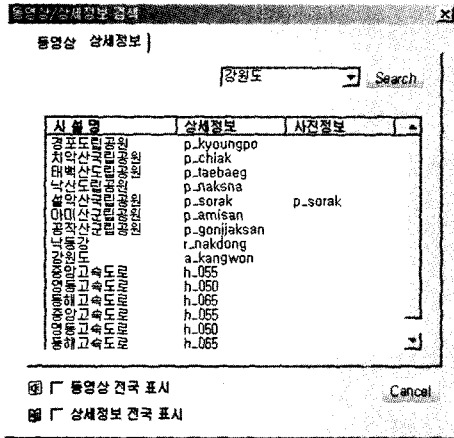 동영상/상세정보 검색
동영상 상세정보
강원도 Search
시설명 상세정보 사진정보
경포도립공원 p_kyoungpo
치악산국립공원 p_chiak
태백산도립공원 p_taebaeg
낙산도립공원 p_naksna
설악산국립공원 p_sorak p_sorak
아미산군립공원 p_amisan
공작산군립공원 p_gonjjaksan
낙동강 r_nakdong
강원도 a_kangwon
중앙고속도로 h_055
영동고속도로 h_050
동해고속도로 h_065
중앙고속도로 h_055
영동고속도로 h_050
동해고속도로 h_065
동영상 전국 표시 Cancel
상세정보 전국 표시